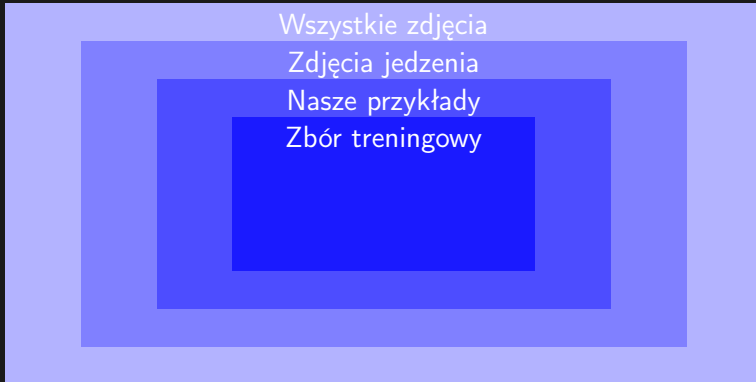 Wszystkie zdjęcia
Zdjęcia jedzenia
Nasze przykłady
Zbór treningowy